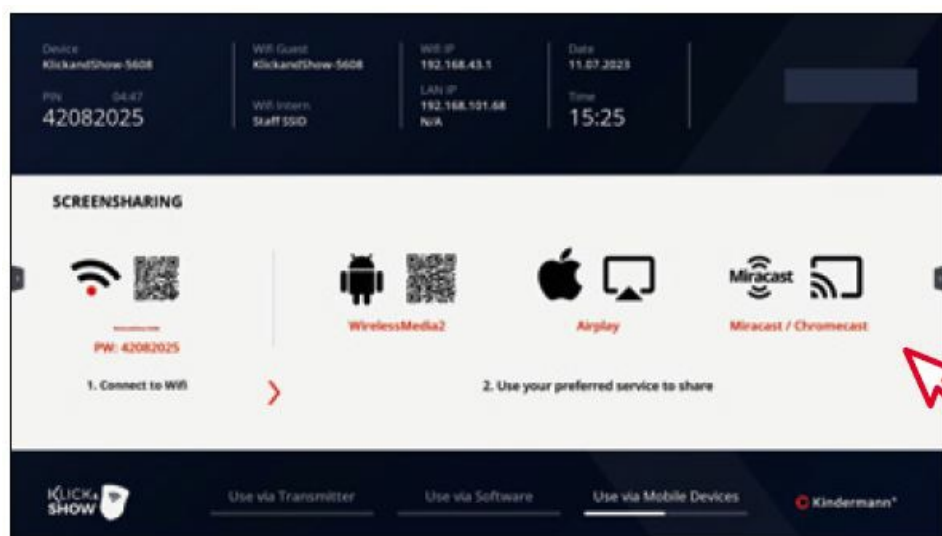 Device
KlickandShow-5608
Wifi Guest
KlickandShow-5608
Wifi IP
192.168.43.1
Date
11.07.2023
PIN 04:47
42082025
Wifi Intern
Staff SSID
LAN IP
192.168.101.68
N/A
Time
15:25
SCREENSHARING
Miracast
WirelessMedia2
Airplay
Miracast / Chromecast
PW: 42082025
1. Connect to Wifi
2. Use your preferred service to share
KLICK&
SHOW
Use via Transmitter
Use via Software
Use via Mobile Devices
Kindermann